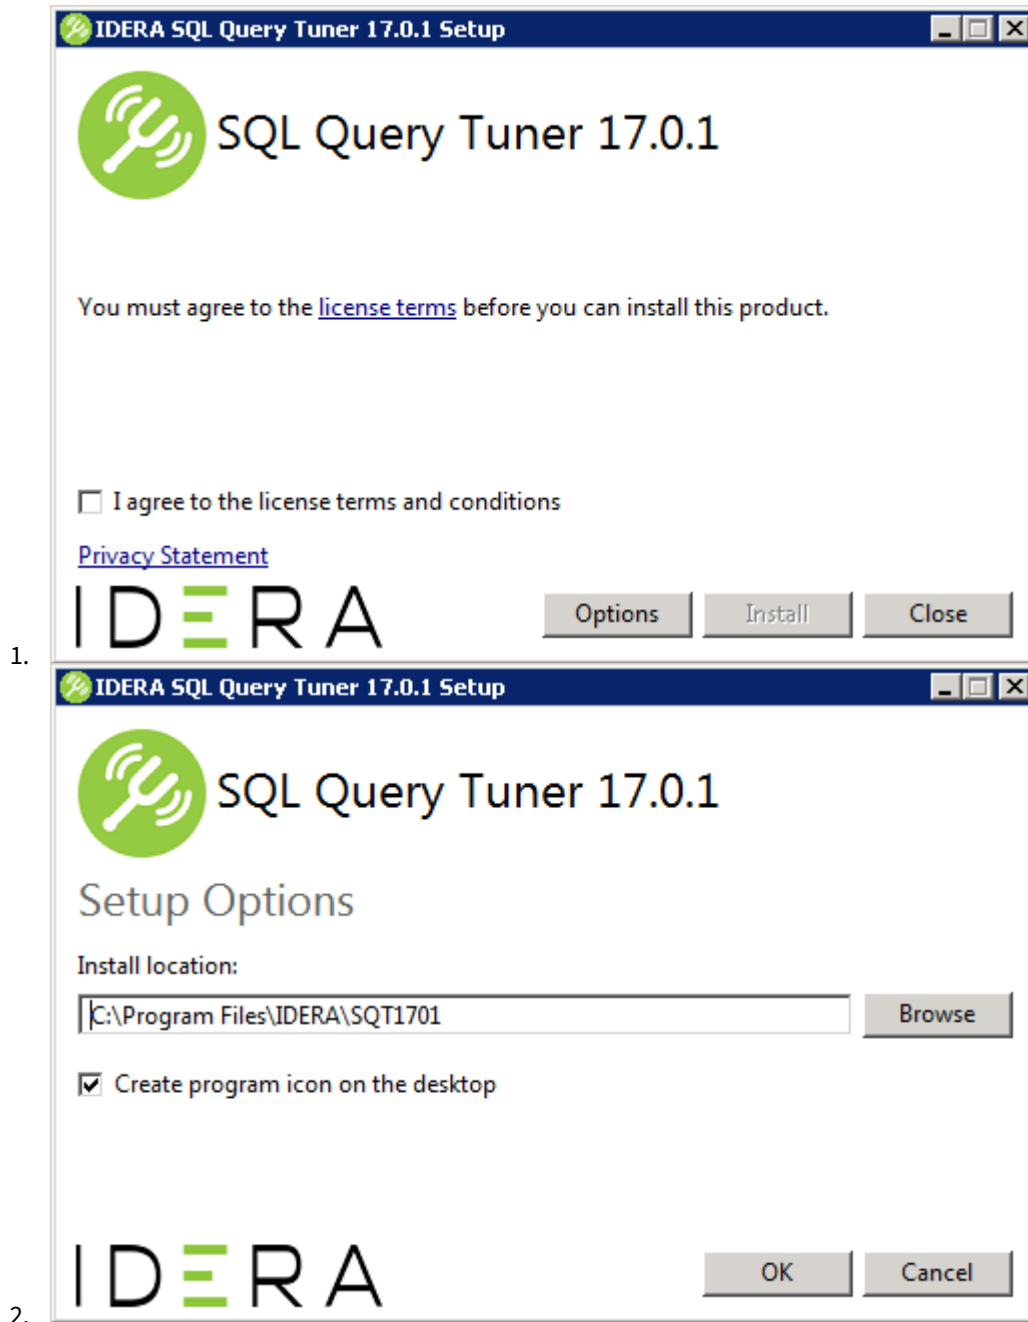 IDERA SQL Query Tuner 17.0.1 Setup
SQL Query Tuner 17.0.1
You must agree to the license terms before you can install this product.
I agree to the license terms and conditions
Privacy Statement
IDERA
Options Install Close
1.
IDERA SQL Query Tuner 17.0.1 Setup
SQL Query Tuner 17.0.1
Setup Options
Install location:
C:\Program Files\IDERA\SQT1701 Browse
Create program icon on the desktop
IDERA
OK Cancel
2.